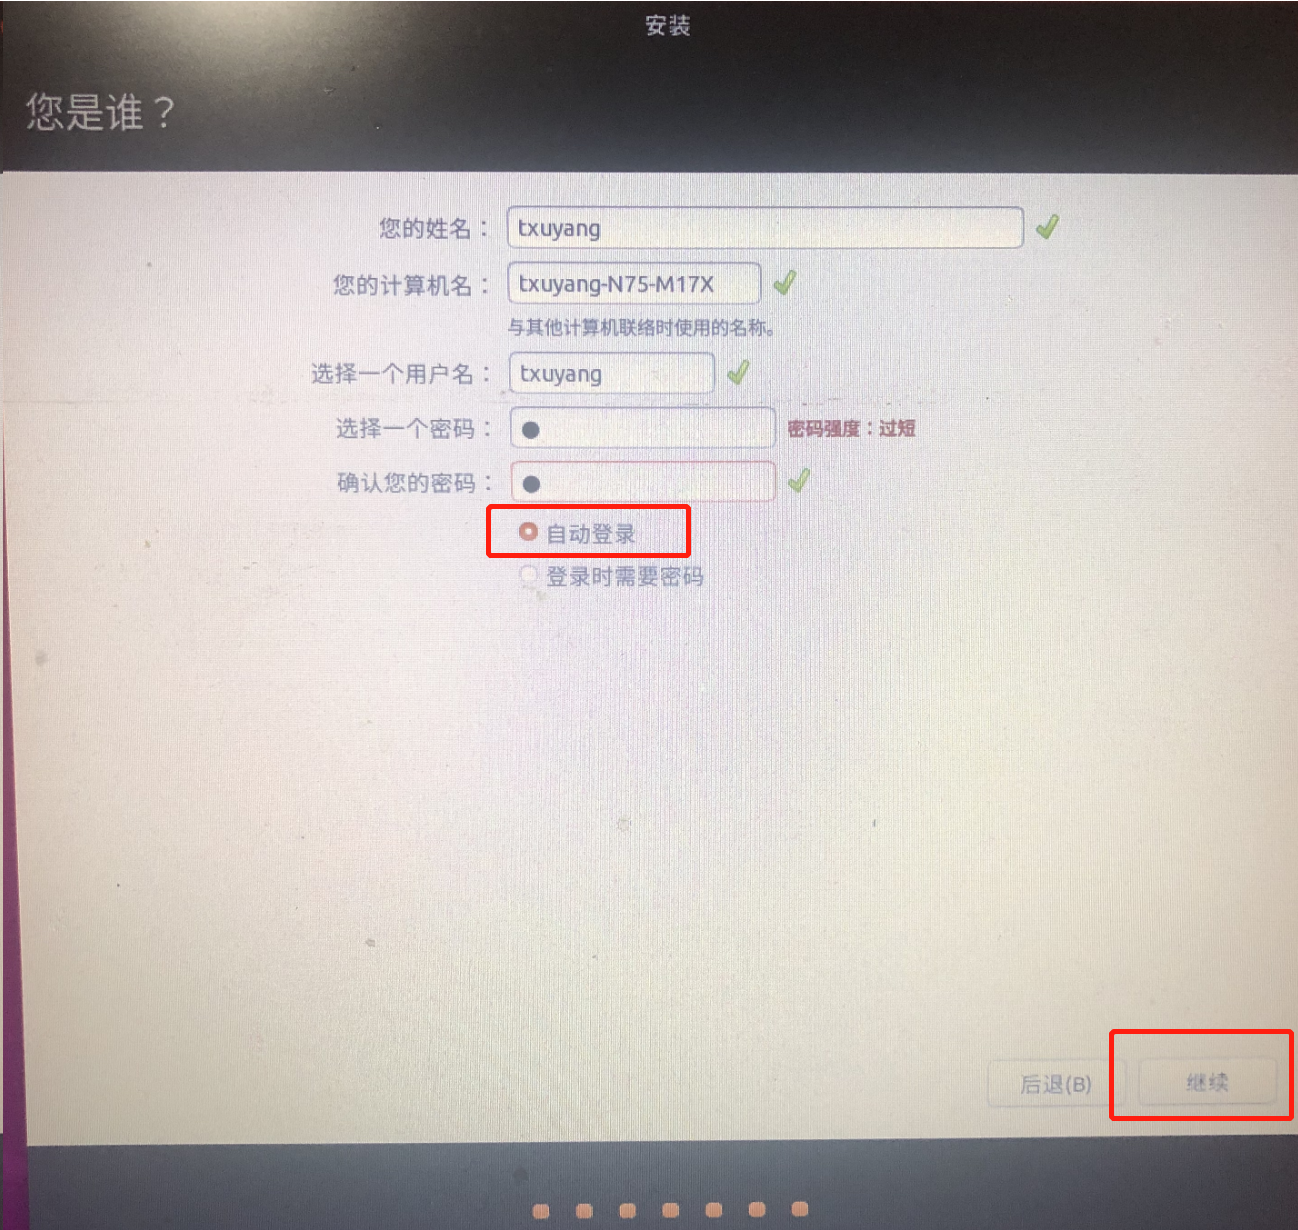 安装
您是谁？
您的姓名： txuyang
您的计算机名： txuyang-N75-M17X
与其他计算机联络时使用的名称。
选择一个用户名： txuyang
选择一个密码： ● 密码强度：过短
确认您的密码： ●
自动登录
登录时需要密码
后退(B) 继续